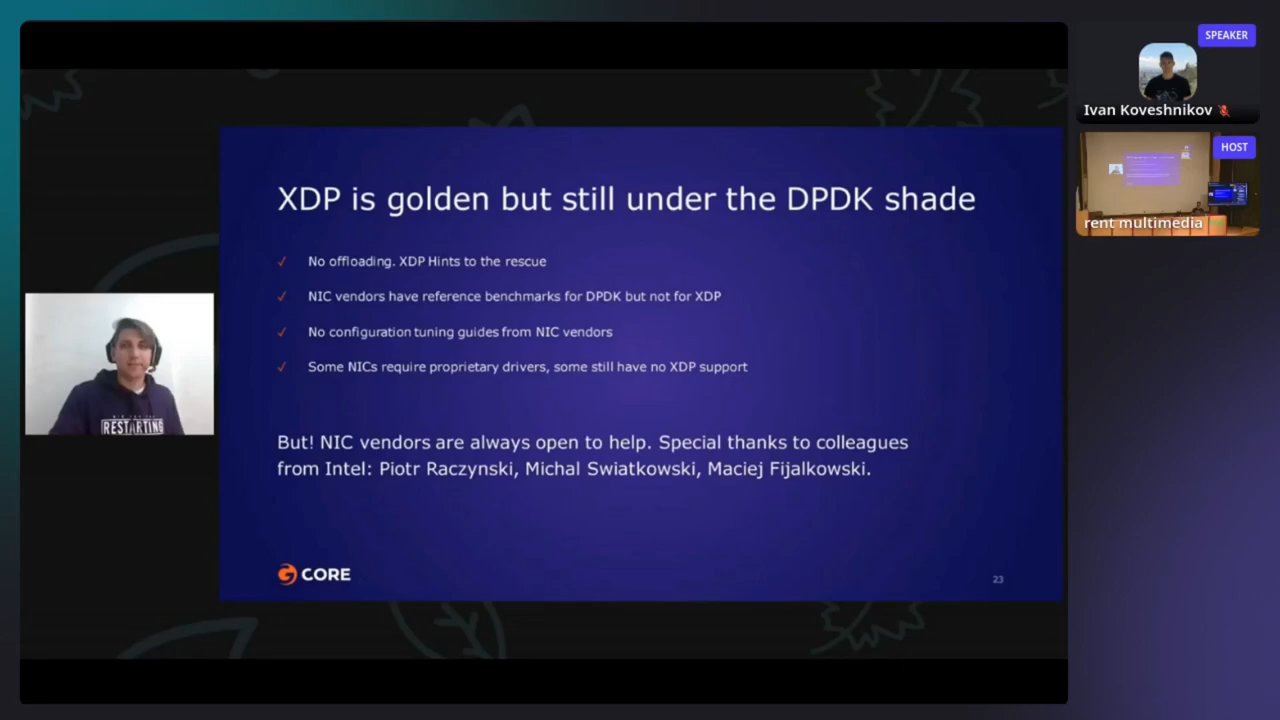 XDP is golden but still under the DPDK shade
✓ No offloading. XDP Hints to the rescue
✓ NIC vendors have reference benchmarks for DPDK but not for XDP
✓ No configuration tuning guides from NIC vendors
✓ Some NICs require proprietary drivers, some still have no XDP support
But! NIC vendors are always open to help. Special thanks to colleagues
from Intel: Piotr Raczynski, Michal Swiatkowski, Maciej Fijalkowski.
G CORE
23
RESTARTING
SPEAKER
Ivan Koveshnikov
HOST
rent multimedia